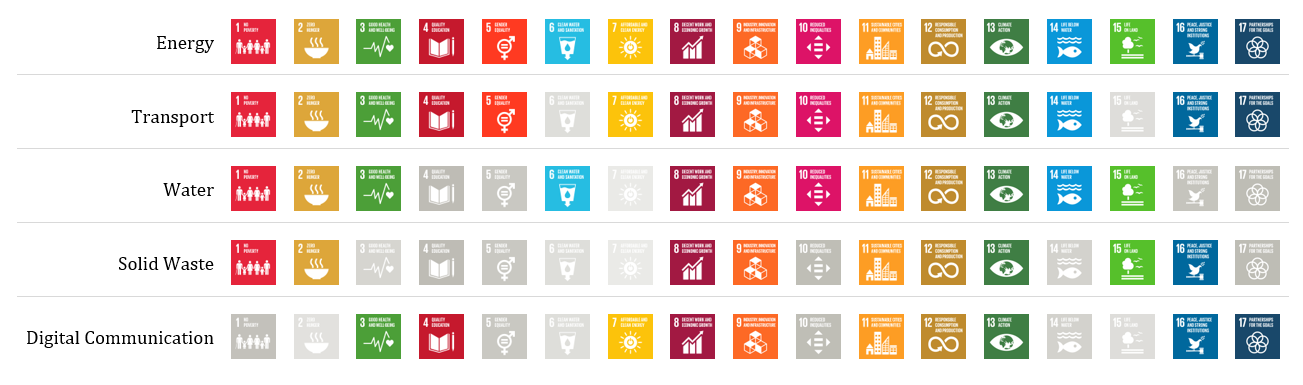 Energy
1 NO POVERTY
2 ZERO HUNGER
3 GOOD HEALTH AND WELL-BEING
4 QUALITY EDUCATION
5 GENDER EQUALITY
6 CLEAN WATER AND SANITATION
7 AFFORDABLE AND CLEAN ENERGY
8 DECENT WORK AND ECONOMIC GROWTH
9 INDUSTRY, INNOVATION AND INFRASTRUCTURE
10 REDUCED INEQUALITIES
11 SUSTAINABLE CITIES AND COMMUNITIES
12 RESPONSIBLE CONSUMPTION AND PRODUCTION
13 CLIMATE ACTION
14 LIFE BELOW WATER
15 LIFE ON LAND
16 PEACE, JUSTICE AND STRONG INSTITUTIONS
17 PARTNERSHIPS FOR THE GOALS
Transport
1 NO POVERTY
2 ZERO HUNGER
3 GOOD HEALTH AND WELL-BEING
4 QUALITY EDUCATION
5 GENDER EQUALITY
6 CLEAN WATER AND SANITATION
7 AFFORDABLE AND CLEAN ENERGY
8 DECENT WORK AND ECONOMIC GROWTH
9 INDUSTRY, INNOVATION AND INFRASTRUCTURE
10 REDUCED INEQUALITIES
11 SUSTAINABLE CITIES AND COMMUNITIES
12 RESPONSIBLE CONSUMPTION AND PRODUCTION
13 CLIMATE ACTION
14 LIFE BELOW WATER
15 LIFE ON LAND
16 PEACE, JUSTICE AND STRONG INSTITUTIONS
17 PARTNERSHIPS FOR THE GOALS
Water
1 NO POVERTY
2 ZERO HUNGER
3 GOOD HEALTH AND WELL-BEING
4 QUALITY EDUCATION
5 GENDER EQUALITY
6 CLEAN WATER AND SANITATION
7 AFFORDABLE AND CLEAN ENERGY
8 DECENT WORK AND ECONOMIC GROWTH
9 INDUSTRY, INNOVATION AND INFRASTRUCTURE
10 REDUCED INEQUALITIES
11 SUSTAINABLE CITIES AND COMMUNITIES
12 RESPONSIBLE CONSUMPTION AND PRODUCTION
13 CLIMATE ACTION
14 LIFE BELOW WATER
15 LIFE ON LAND
16 PEACE, JUSTICE AND STRONG INSTITUTIONS
17 PARTNERSHIPS FOR THE GOALS
Solid Waste
1 NO POVERTY
2 ZERO HUNGER
3 GOOD HEALTH AND WELL-BEING
4 QUALITY EDUCATION
5 GENDER EQUALITY
6 CLEAN WATER AND SANITATION
7 AFFORDABLE AND CLEAN ENERGY
8 DECENT WORK AND ECONOMIC GROWTH
9 INDUSTRY, INNOVATION AND INFRASTRUCTURE
10 REDUCED INEQUALITIES
11 SUSTAINABLE CITIES AND COMMUNITIES
12 RESPONSIBLE CONSUMPTION AND PRODUCTION
13 CLIMATE ACTION
14 LIFE BELOW WATER
15 LIFE ON LAND
16 PEACE, JUSTICE AND STRONG INSTITUTIONS
17 PARTNERSHIPS FOR THE GOALS
Digital Communication
1 NO POVERTY
2 ZERO HUNGER
3 GOOD HEALTH AND WELL-BEING
4 QUALITY EDUCATION
5 GENDER EQUALITY
6 CLEAN WATER AND SANITATION
7 AFFORDABLE AND CLEAN ENERGY
8 DECENT WORK AND ECONOMIC GROWTH
9 INDUSTRY, INNOVATION AND INFRASTRUCTURE
10 REDUCED INEQUALITIES
11 SUSTAINABLE CITIES AND COMMUNITIES
12 RESPONSIBLE CONSUMPTION AND PRODUCTION
13 CLIMATE ACTION
14 LIFE BELOW WATER
15 LIFE ON LAND
16 PEACE, JUSTICE AND STRONG INSTITUTIONS
17 PARTNERSHIPS FOR THE GOALS